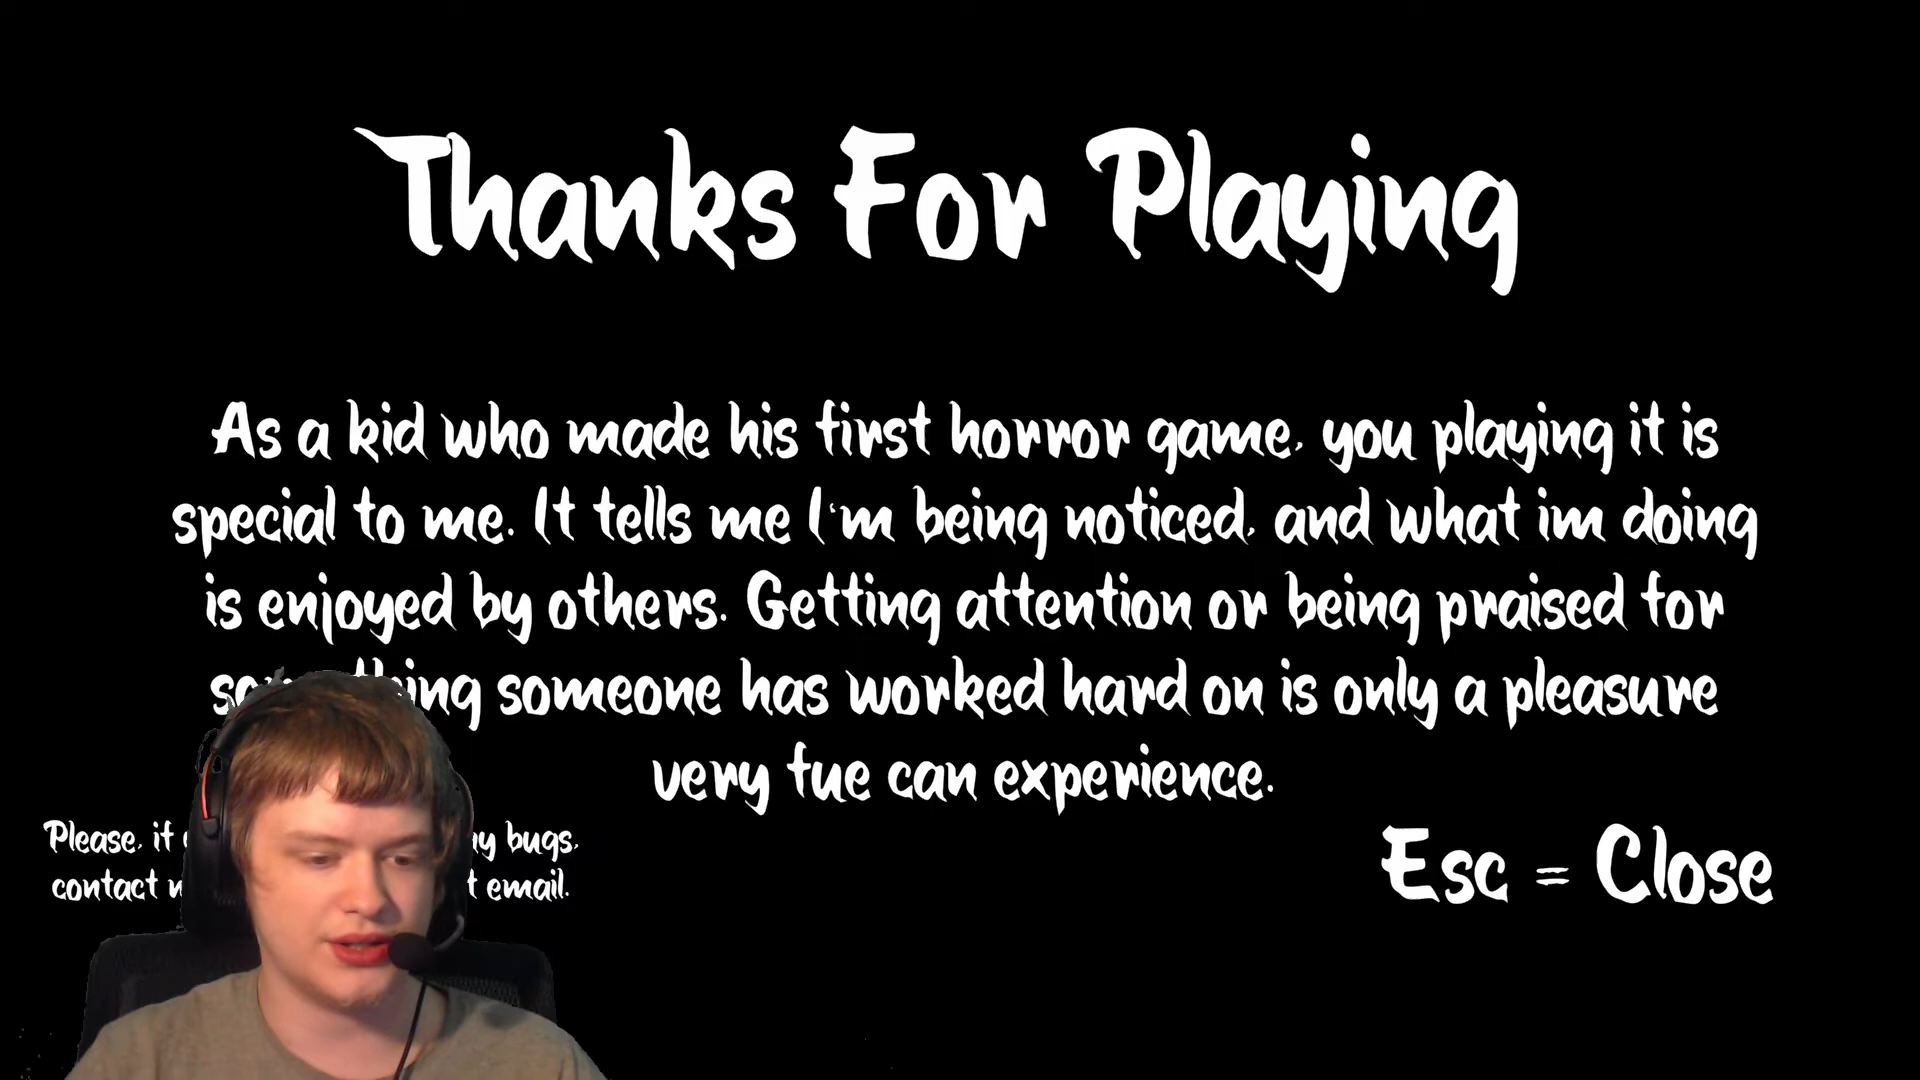 Thanks For Playing
As a kid who made his first horror game, you playing it is
special to me. It tells me I'm being noticed, and what im doing
is enjoyed by others. Getting attention or being praised for
someone has worked hard on is only a pleasure
very fue can experience.
Please, if bugs,
contact email.
Esc = Close